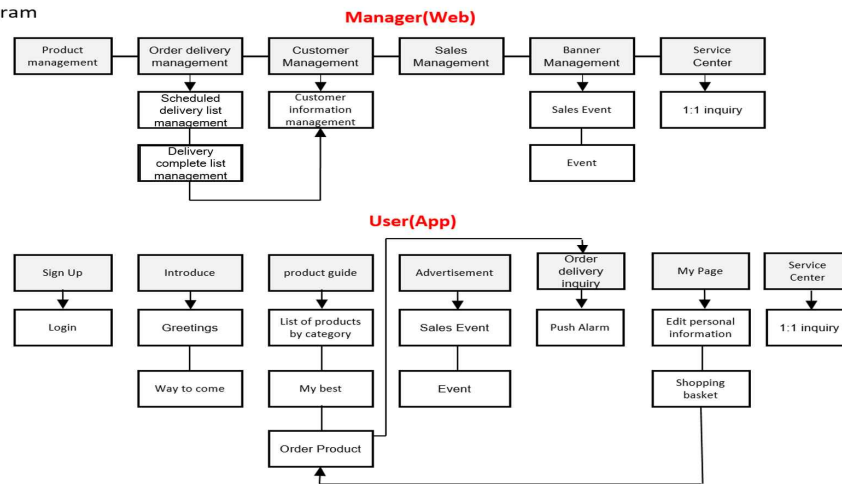 ram
Manager(Web)
Product
management
Order delivery
management
Customer
Management
Sales
Management
Banner
Management
Service
Center
Scheduled
delivery list
management
Customer
information
management
Sales Event
1:1 inquiry
Delivery
complete list
management
Event
User(App)
Sign Up
Introduce
product guide
Advertisement
Order
delivery
inquiry
My Page
Service
Center
Login
Greetings
List of products
by category
Sales Event
Push Alarm
Edit personal
information
1:1 inquiry
Way to come
My best
Event
Shopping
basket
Order Product